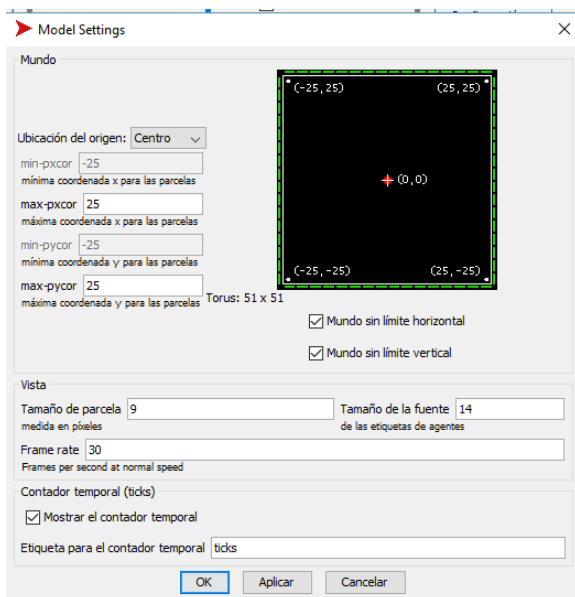 Model Settings
Mundo
(-25,25) (25,25)
Ubicación del origen: Centro
min-pxcor -25
mínima coordenada x para las parcelas
(0,0)
max-pxcor 25
máxima coordenada x para las parcelas
min-pycor -25
mínima coordenada y para las parcelas
(-25,-25) (25,-25)
max-pycor 25
máxima coordenada y para las parcelas
Torus: 51 x 51
Mundo sin límite horizontal
Mundo sin límite vertical
Vista
Tamaño de parcela 9 Tamaño de la fuente 14
medida en píxeles de las etiquetas de agentes
Frame rate 30
Frames per second at normal speed
Contador temporal (ticks)
Mostrar el contador temporal
Etiqueta para el contador temporal ticks
OK Aplicar Cancelar